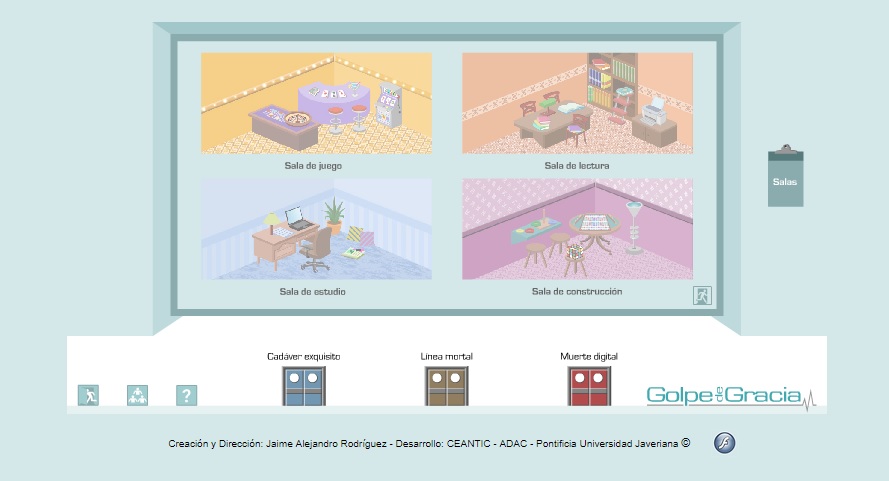 Sala de juego
Sala de lectura
Salas
Sala de estudio
Sala de construcción
Cadáver exquisito
Línea mortal
Muerte digital
?
Golpe de Gracia
Creación y Dirección: Jaime Alejandro Rodríguez - Desarrollo: CEANTIC - ADAC - Pontificia Universidad Javeriana ©